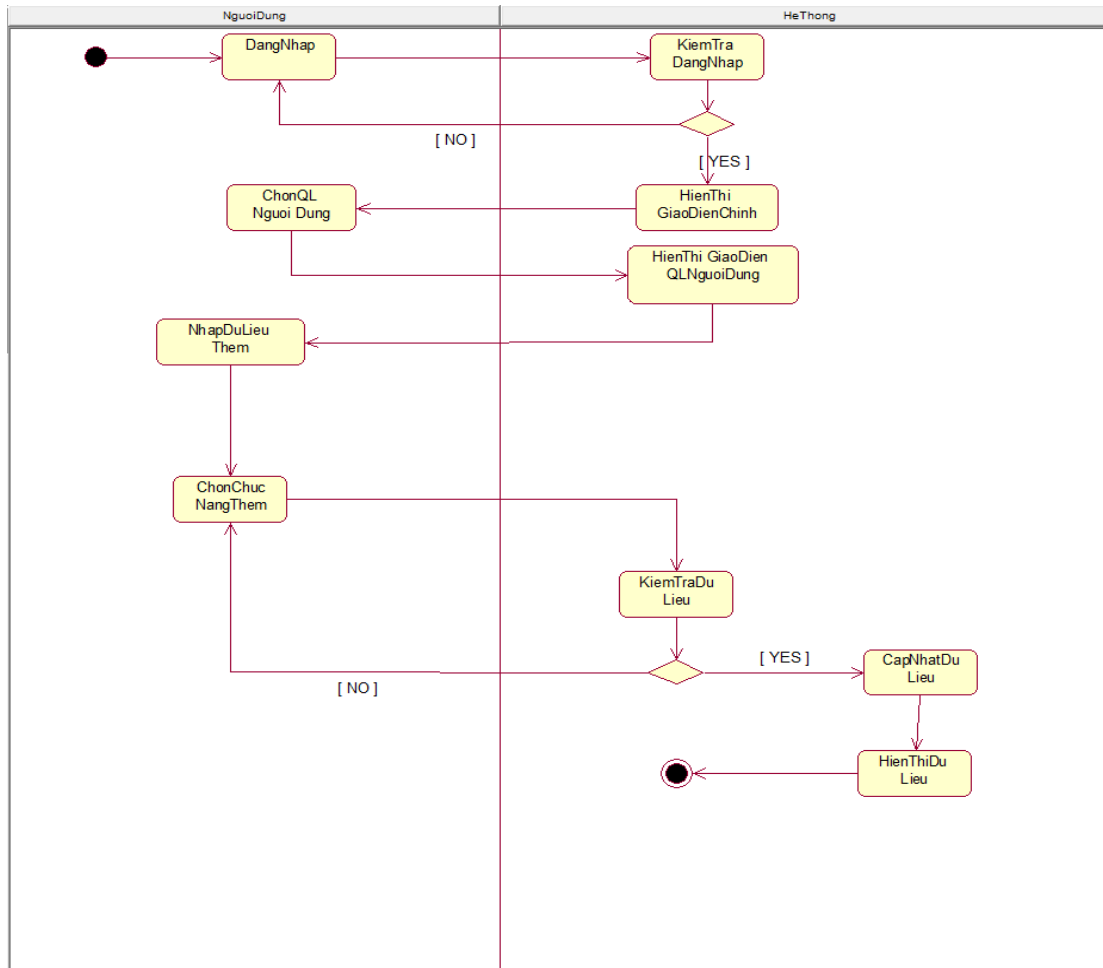 NguoiDung
HeThong
DangNhap
KiemTra
DangNhap
[ NO ]
[ YES ]
ChonQL
Nguoi Dung
HienThi
GiaoDienChinh
HienThi GiaoDien
QLNguoiDung
NhapDuLieu
Them
ChonChuc
NangThem
KiemTraDu
Lieu
[ YES ]
[ NO ]
CapNhatDu
Lieu
HienThiDu
Lieu